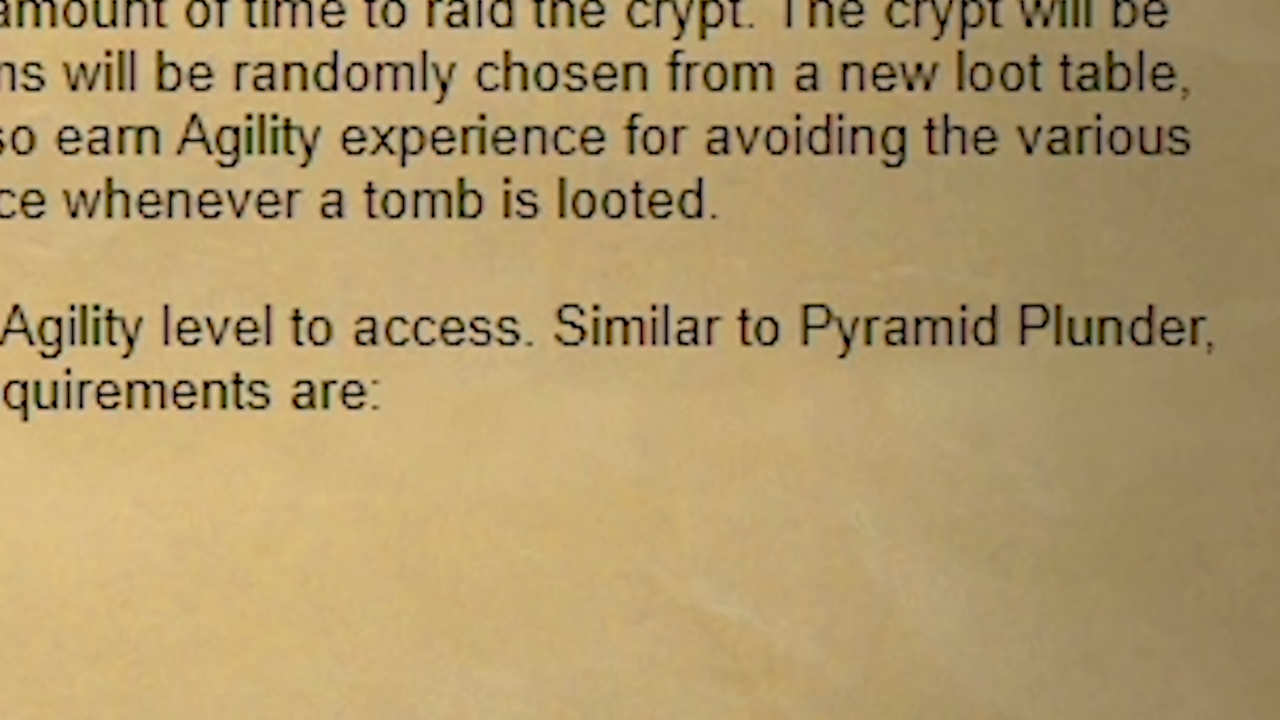 amount of time to raid the crypt. The crypt will be
ns will be randomly chosen from a new loot table,
so earn Agility experience for avoiding the various
ce whenever a tomb is looted.
Agility level to access. Similar to Pyramid Plunder,
quirements are: